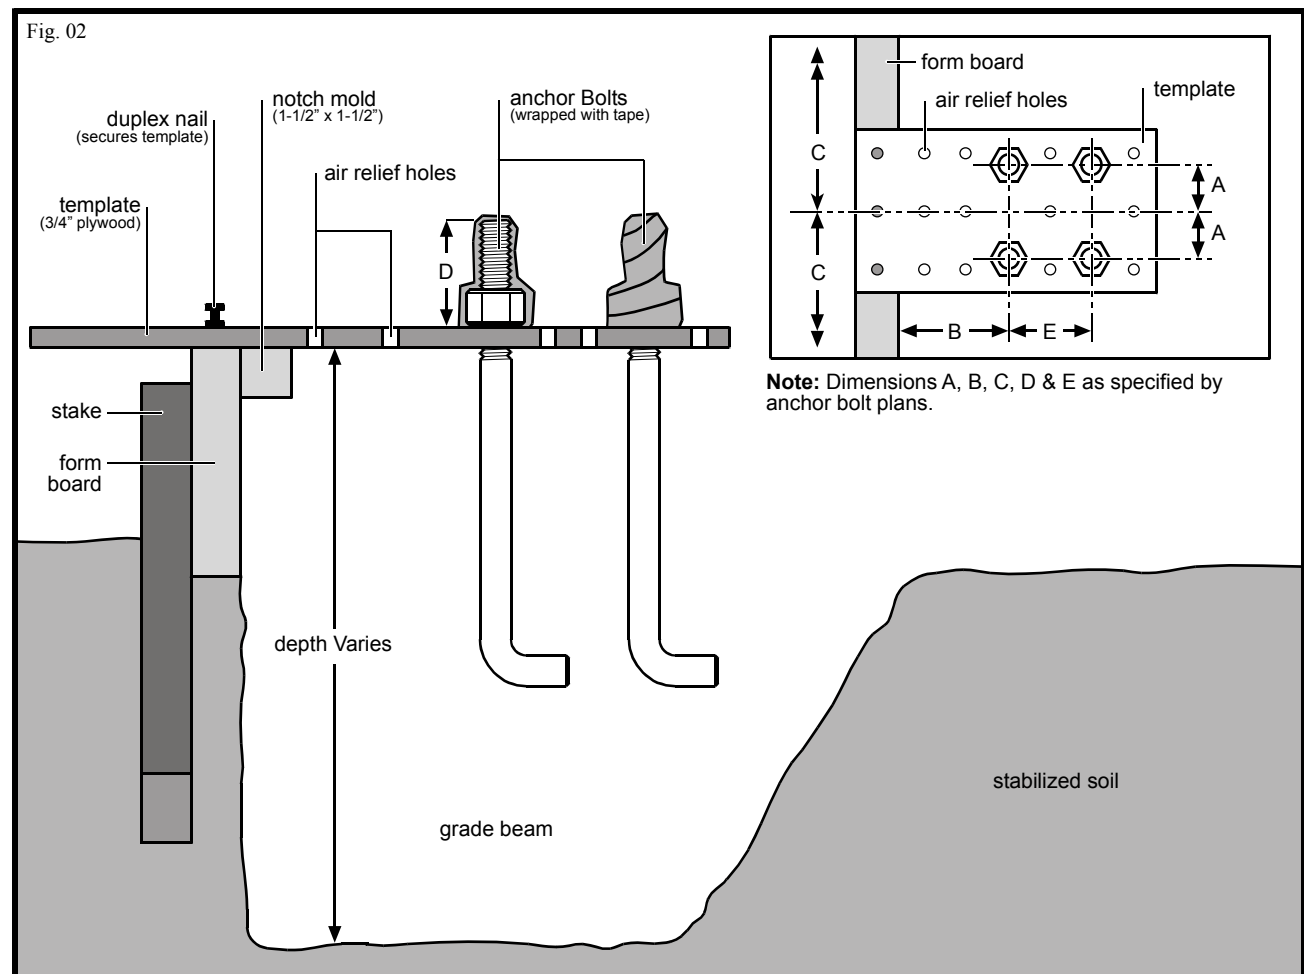 Fig. 02
duplex nail
(secures template)
notch mold
(1-1/2” x 1-1/2”)
anchor Bolts
(wrapped with tape)
template
(3/4” plywood)
air relief holes
D
stake
form
board
depth Varies
grade beam
stabilized soil
form board
air relief holes
template
C
A
A
C
B
E
Note: Dimensions A, B, C, D & E as specified by
anchor bolt plans.